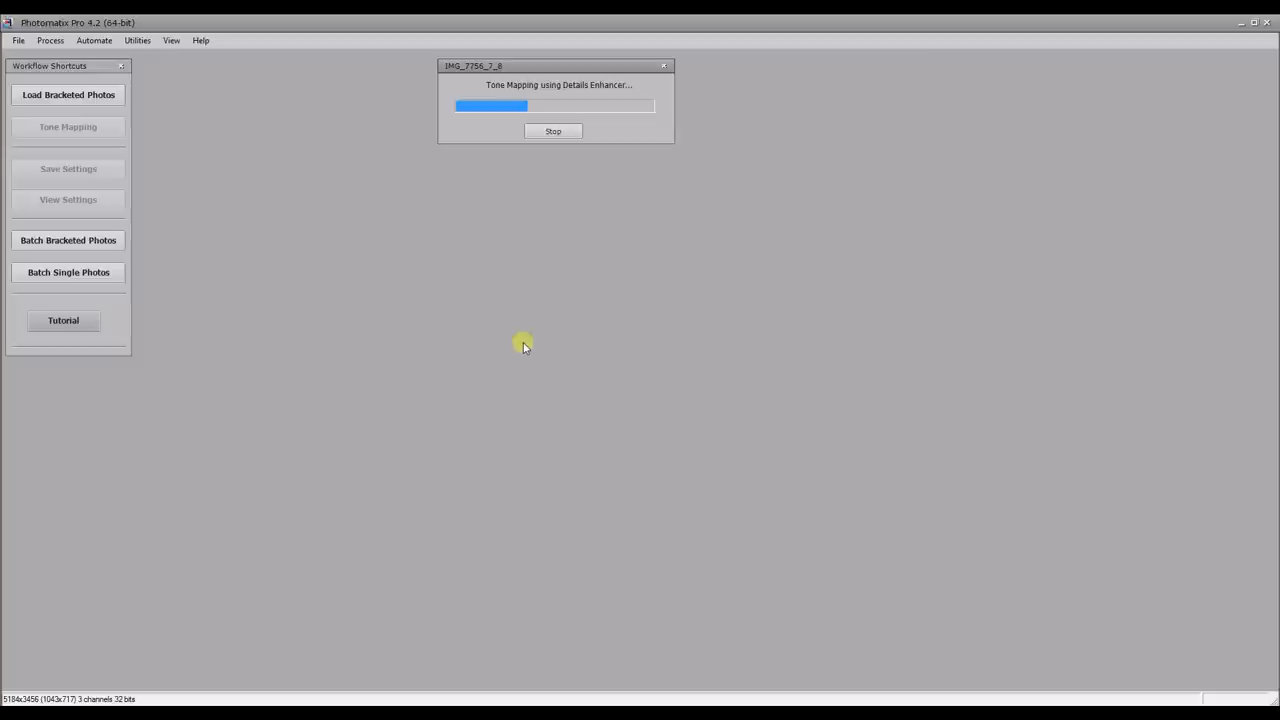 Photomatix Pro 4.2 (64-bit)
File Process Automate Utilities View Help
Workflow Shortcuts
Load Bracketed Photos
Tone Mapping
Save Settings
View Settings
Batch Bracketed Photos
Batch Single Photos
Tutorial
IMG_7756_7_8
Tone Mapping using Details Enhancer...
Stop
5184x3456 (1043x717) 3 channels 32 bits